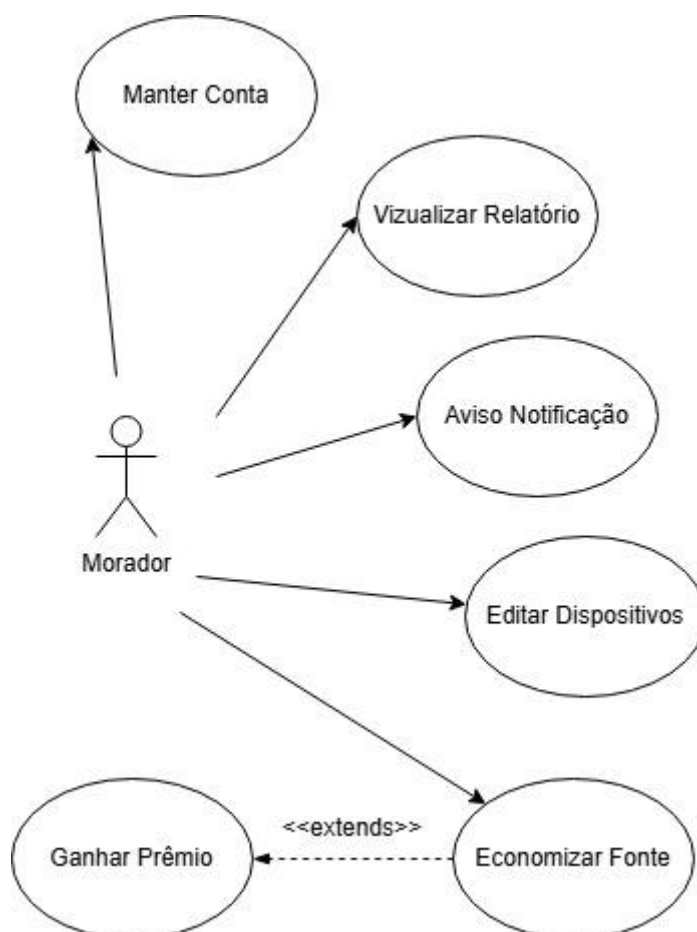 Manter Conta
Vizualizar Relatório
Aviso Notificação
Morador
Editar Dispositivos
<<extends>>
Ganhar Prêmio
Economizar Fonte